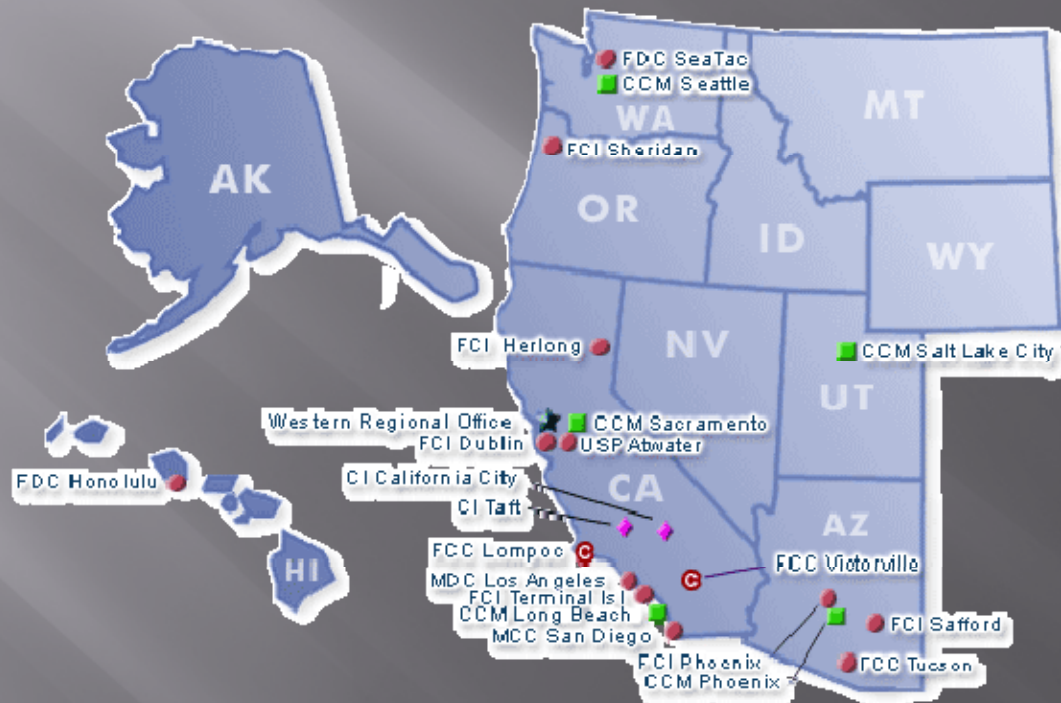 FDC SeaTac
CCM Seattle
MT
WA
FCI Sheridan
AK
OR
ID
WY
FCI Herlong
NV
CCM Salt Lake City
UT
Western Regional Office
CCM Sacramento
FCI Dublin
USP Atwater
FDC Honolulu
CI California City
CA
CI Taft
AZ
FCC Lompoc
C
FCC Victorville
HI
MDC Los Angeles
C
FCI Terminal Isl
CCM Long Beach
FCI Safford
MCC San Diego
FCI Phoenix
FCC Tucson
CCM Phoenix